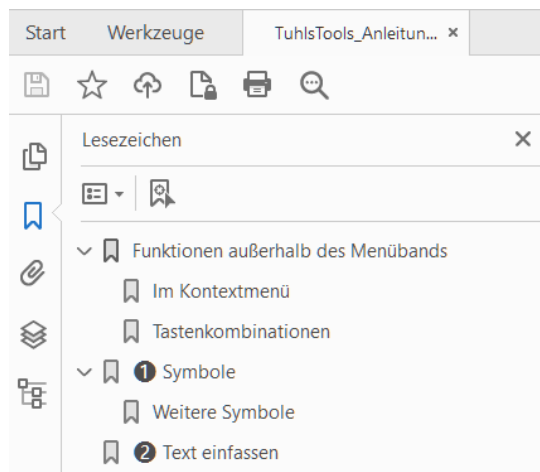 Start Werkzeuge TuhlsTools_Anleitun... ×
Lesezeichen
Funktionen außerhalb des Menübands
Im Kontextmenü
Tastenkombinationen
❶ Symbole
Weitere Symbole
❷ Text einfassen